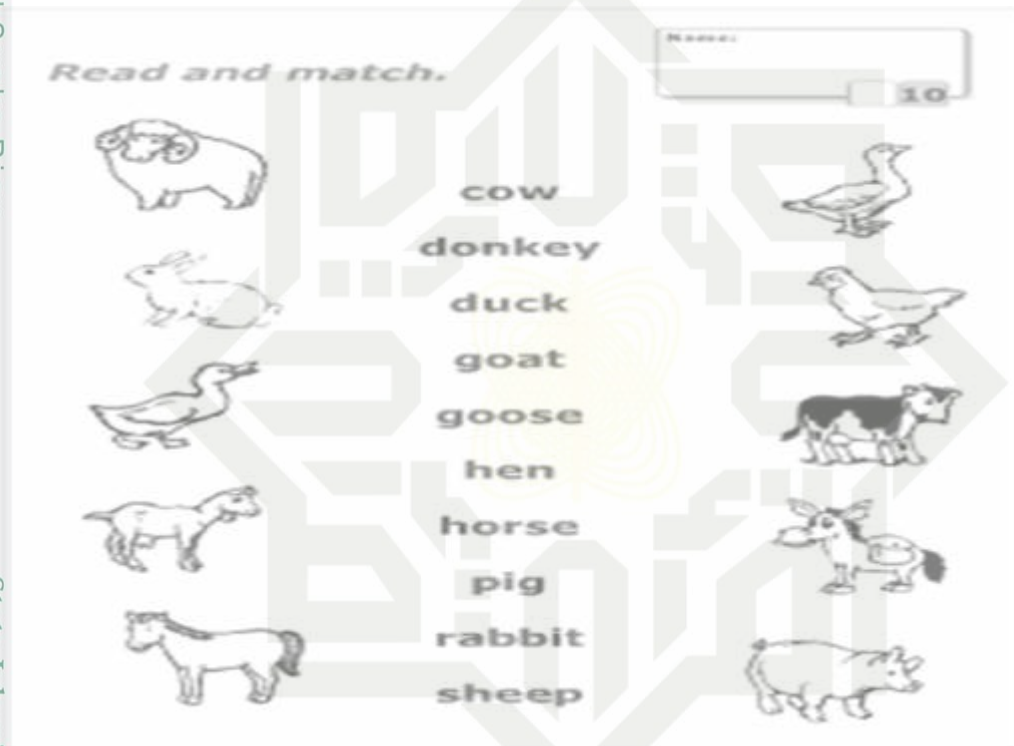 Name:
Read and match.
10
cow
donkey
duck
goat
goose
hen
horse
pig
rabbit
sheep